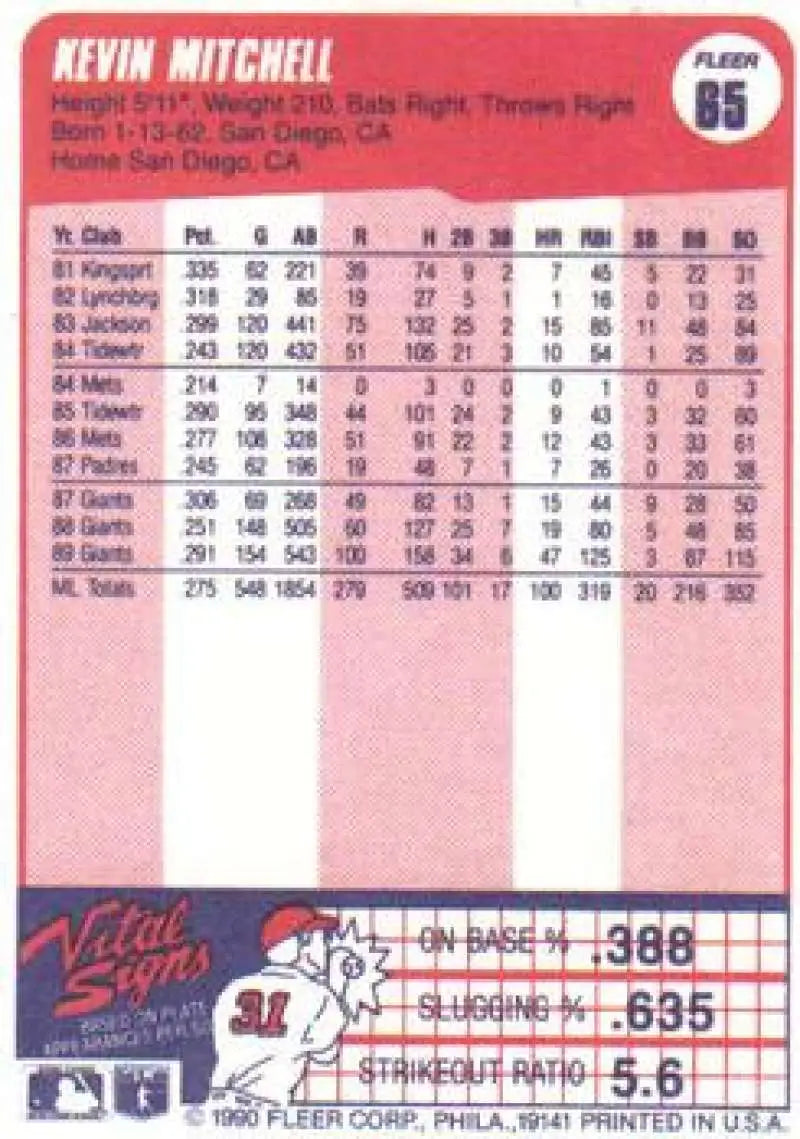 KEVIN MITCHELL
FLEER
65
Height 5'11", Weight 210, Bats Right, Throws Right
Born 1-13-62, San Diego, CA
Home San Diego, CA
Yr. Club Pct. G AB R H 2B 3B HR RBI SB BB SO
81 Kingsprt .335 62 221 39 74 9 2 7 45 5 22 31
82 Lynchbrg .318 29 85 19 27 5 1 1 16 0 13 25
83 Jackson .299 120 441 75 132 25 2 15 85 11 48 84
84 Tidewtr .243 120 432 51 105 21 3 10 54 1 25 89
84 Mets .214 7 14 0 3 0 0 0 1 0 0 3
85 Tidewtr .290 95 348 44 101 24 2 9 43 3 32 60
86 Mets .277 108 328 51 91 22 2 12 43 3 33 61
87 Padres .245 62 196 19 48 7 1 7 26 0 20 38
87 Giants .306 69 268 49 82 13 1 15 44 9 28 50
88 Giants .251 148 505 60 127 25 7 19 80 5 48 85
89 Giants .291 154 543 100 158 34 6 47 125 3 87 115
ML Totals 275 548 1854 279 509 101 17 100 319 20 216 352
Vital
Signs
BASED ON PLATE
APPEARANCES
31
ON BASE % .388
SLUGGING % .635
STRIKEOUT RATIO 5.6
© 1990 FLEER CORP., PHILA., 19141 PRINTED IN U.S.A.